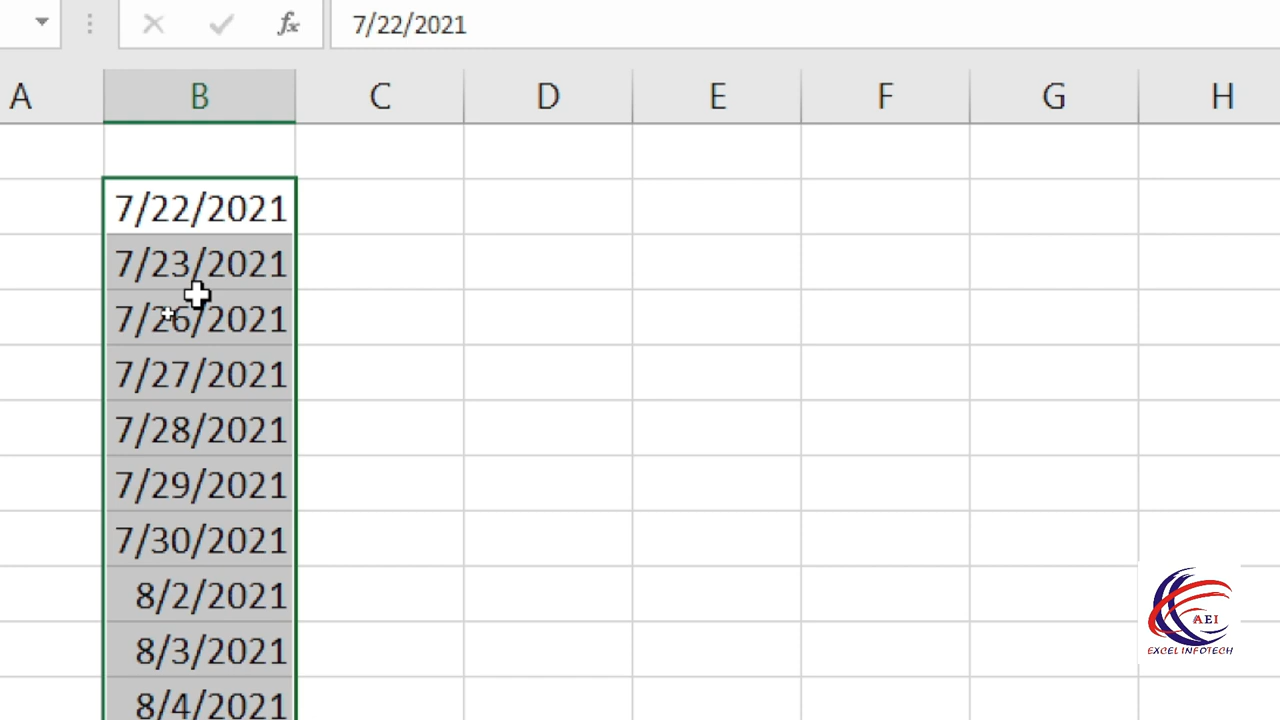 fx 7/22/2021
A B C D E F G H
7/22/2021
7/23/2021
7/26/2021
7/27/2021
7/28/2021
7/29/2021
7/30/2021
8/2/2021
8/3/2021
8/4/2021
AEI
EXCEL INFOTECH